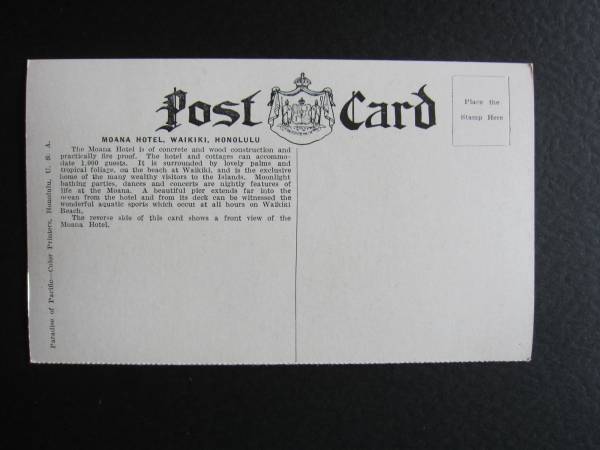 Post Card
Place the
Stamp Here
MOANA HOTEL, WAIKIKI, HONOLULU
The Moana Hotel is of concrete and wood construction and
practically fire proof. The hotel and cottages can accommo-
date 1,000 guests. It is surrounded by lovely palms and
tropical foliage, on the beach at Waikiki, and is the exclusive
home of the many wealthy visitors to the Islands. Moonlight
bathing parties, dances and concerts are nightly features of
life at the Moana. A beautiful pier extends far into the
ocean from the hotel and from its deck can be witnessed the
wonderful aquatic sports which occur at all hours on Waikiki
Beach.
The reverse side of this card shows a front view of the
Moana Hotel.
Paradise of Pacific—Color Printers, Honolulu, U. S. A.